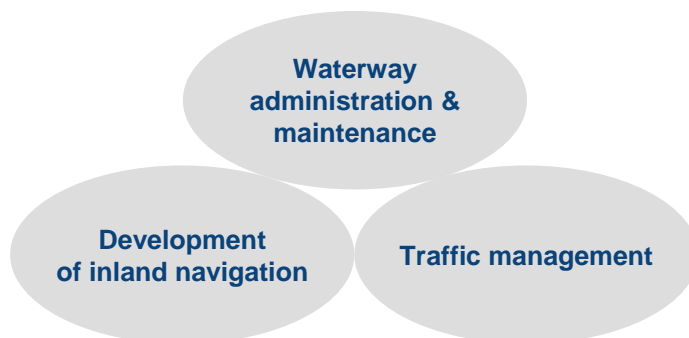 Waterway
administration &
maintenance
Development
of inland navigation
Traffic management